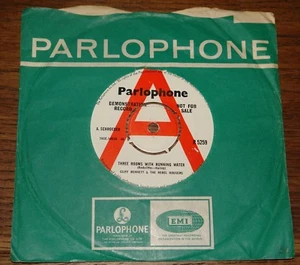 PARLOPHONE
Parlophone
DEMONSTRATION
RECORD
NOT FOR
SALE
A. SCHROEDER
R 5259
THREE ROOMS WITH RUNNING WATER
CLIFF BENNETT & THE REBEL ROUSERS
PARLOPHONE
EMI